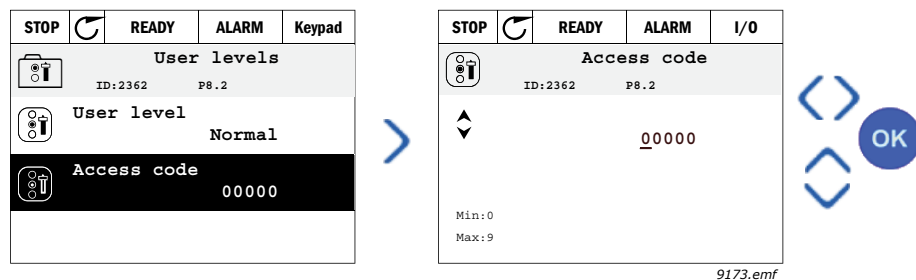 STOP READY ALARM Keypad
User levels
ID:2362 P8.2
User level
Normal
Access code
00000
STOP READY ALARM I/O
Access code
ID:2362 P8.2
00000
Min:0
Max:9
OK
9173.emf